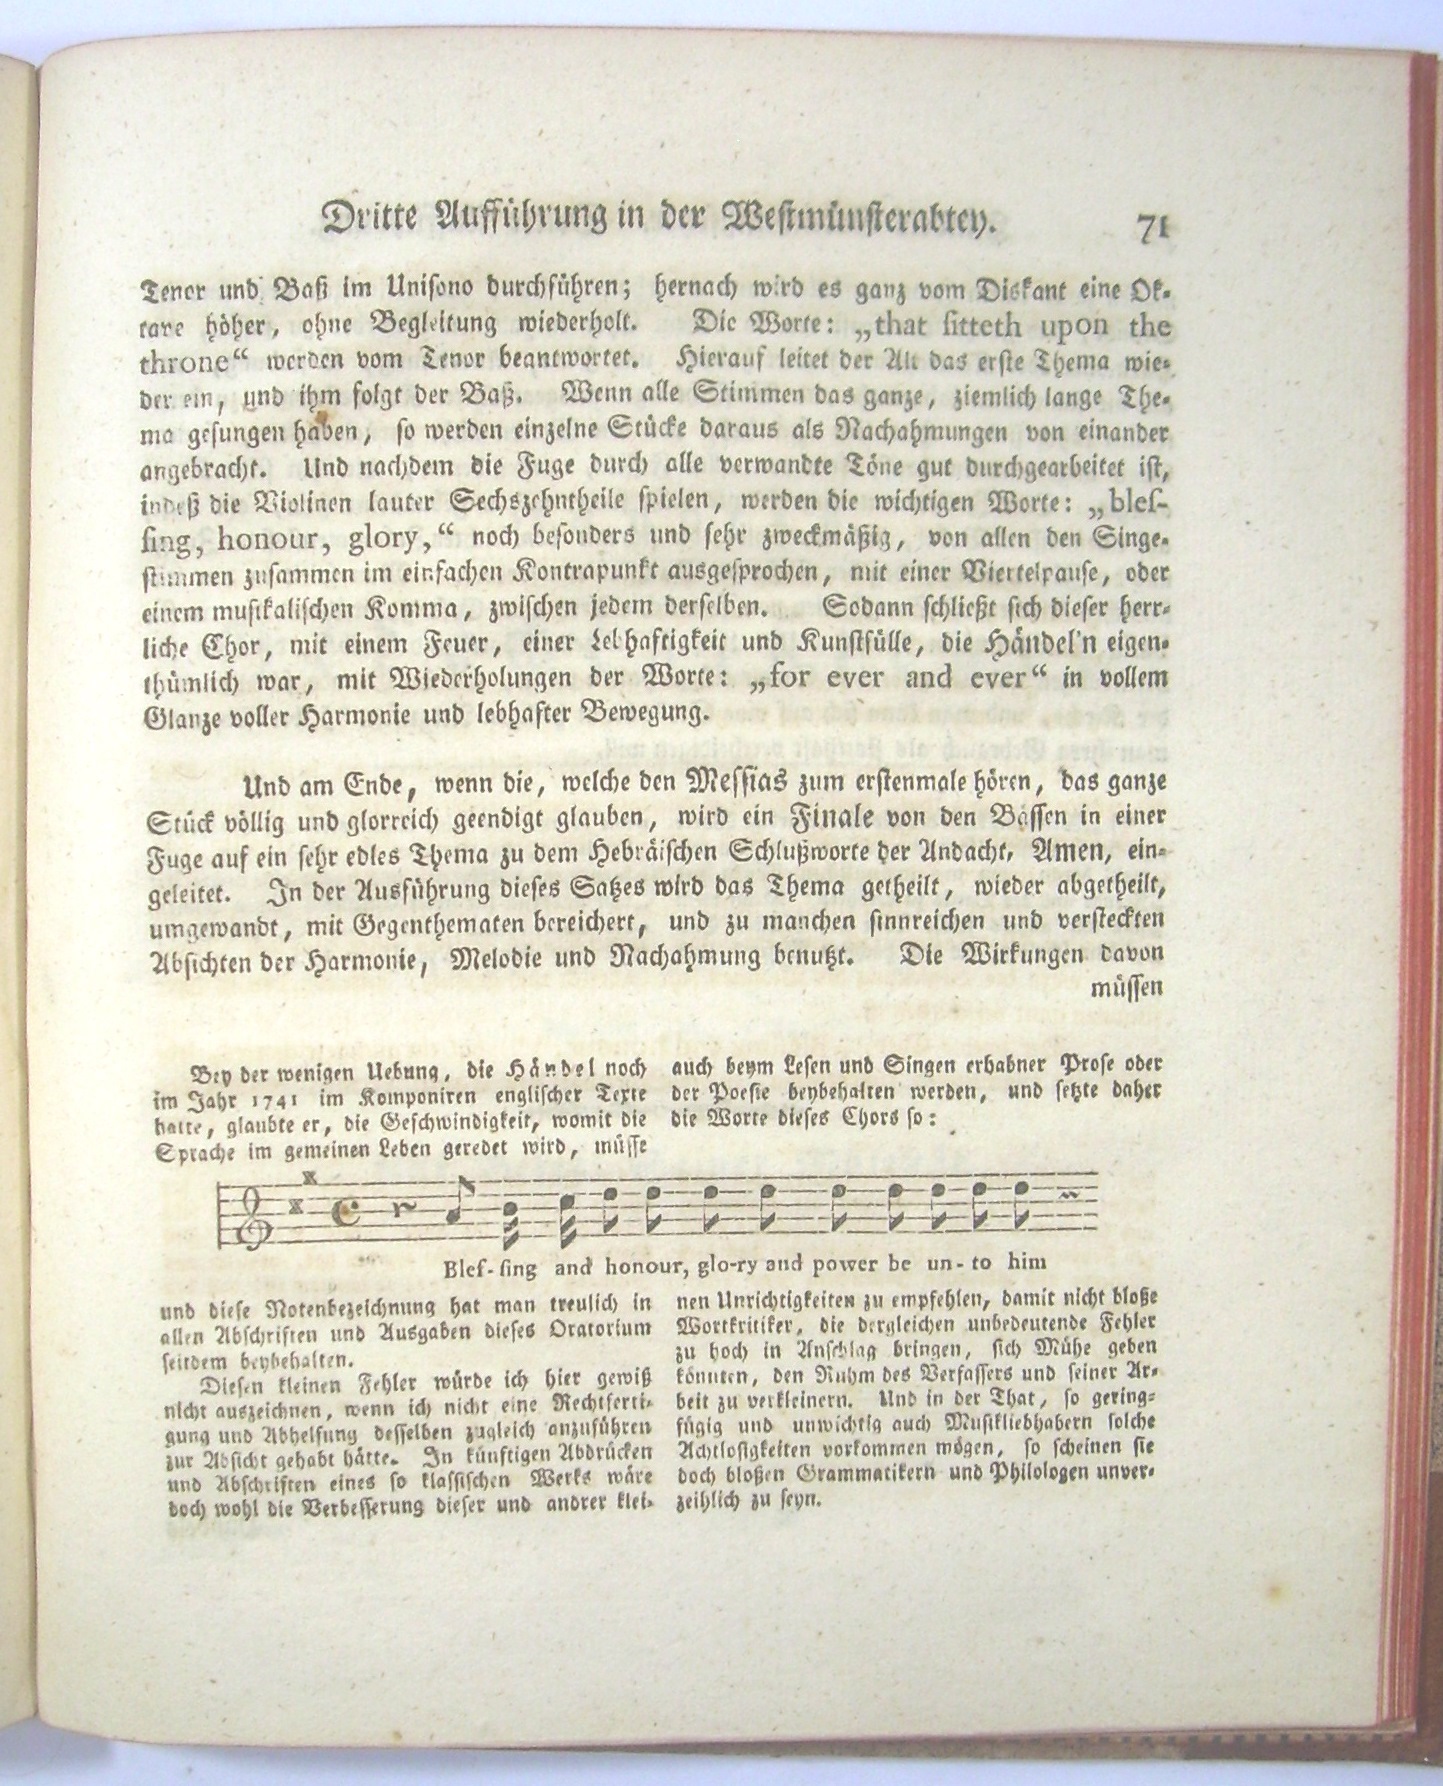 Dritte Aufführung in der Westmünsterabtey. 71
Tenor und Baß im Unisono durchführen; hernach wird es ganz vom Diskant eine Ok-
tave höher, ohne Begleitung wiederholt. Die Worte: „that ſitteth upon the
throne“ werden vom Tenor beantwortet. Hierauf leitet der Alt das erſte Thema wie-
der ein, und ihm folgt der Baß. Wenn alle Stimmen das ganze, ziemlich lange The-
ma geſungen haben, ſo werden einzelne Stücke daraus als Nachahmungen von einander
angebracht. Und nachdem die Fuge durch alle verwandte Töne gut durchgearbeitet iſt,
indeß die Violinen lauter Sechszehntheile ſpielen, werden die wichtigen Worte: „bleſ-
ſing, honour, glory,“ noch beſonders und ſehr zweckmäßig, von allen den Singe-
ſtimmen zuſammen im einfachen Kontrapunkt ausgeſprochen, mit einer Viertelpauſe, oder
einem muſikaliſchen Komma, zwiſchen jedem derſelben. Sodann ſchließt ſich dieſer herr-
liche Chor, mit einem Feuer, einer Lebhaftigkeit und Kunſtfülle, die Händel'n eigen-
thümlich war, mit Wiederholungen der Worte: „for ever and ever“ in vollem
Glanze voller Harmonie und lebhafter Bewegung.
Und am Ende, wenn die, welche den Meſſias zum erſtenmale hören, das ganze
Stück völlig und glorreich geendigt glauben, wird ein Finale von den Bäſſen in einer
Fuge auf ein ſehr edles Thema zu dem Hebräiſchen Schlußworte der Andacht, Amen, ein-
geleitet. In der Ausführung dieſes Satzes wird das Thema getheilt, wieder abgetheilt,
umgewandt, mit Gegenthematen bereichert, und zu manchen ſinnreichen und verſteckten
Abſichten der Harmonie, Melodie und Nachahmung benutzt. Die Wirkungen davon
müſſen
Bey der wenigen Uebung, die Händel noch
im Jahr 1741 im Komponiren engliſcher Texte
hatte, glaubte er, die Geſchwindigkeit, womit die
Sprache im gemeinen Leben geredet wird, müſſe
auch beym Leſen und Singen erhabner Proſe oder
der Poeſie beybehalten werden, und ſetzte daher
die Worte dieſes Chors ſo:
Bleſ-ſing and honour, glo-ry and power be un-to him
und dieſe Notenbezeichnung hat man treulich in
allen Abſchriften und Ausgaben dieſes Oratorium
ſeitdem beybehalten.
Dieſen kleinen Fehler würde ich hier gewiß
nicht auszeichnen, wenn ich nicht eine Rechtferti-
gung und Abhelfung deſſelben zugleich anzuführen
zur Abſicht gehabt hätte. In künftigen Abdrücken
und Abſchriften eines ſo klaſſiſchen Werks wäre
doch wohl die Verbeſſerung dieſer und andrer klei-
nen Unrichtigkeiten zu empfehlen, damit nicht bloße
Wortkritiker, die dergleichen unbedeutende Fehler
zu hoch in Anſchlag bringen, ſich Mühe geben
könnten, den Ruhm des Verfaſſers und ſeiner Ar-
beit zu verkleinern. Und in der That, ſo gering-
fügig und unwichtig auch Muſikliebhabern ſolche
Achtloſigkeiten vorkommen mögen, ſo ſcheinen ſie
doch bloßen Grammatikern und Philologen unver-
zeihlich zu ſeyn.